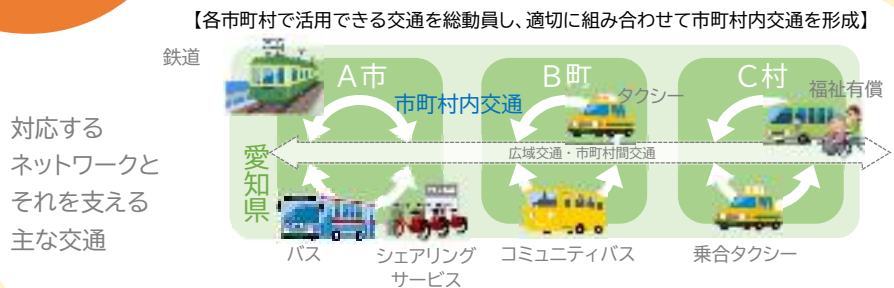 【各市町村で活用できる交通を総動員し、適切に組み合わせて市町村内交通を形成】
鉄道
A市
B町
C村
市町村内交通
タクシー
福祉有償
対応する
ネットワークと
それを支える
主な交通
愛知県
広域交通・市町村間交通
バス
シェアリング
サービス
コミュニティバス
乗合タクシー